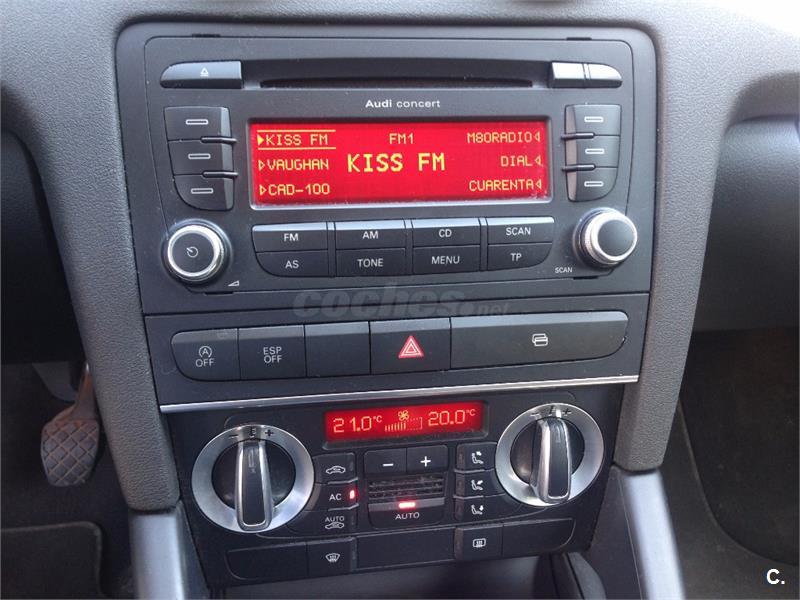 Audi concert
KISS FM FM1 M80RADIO
VAUGHAN KISS FM DIAL
CAD-100 CUARENTA
FM AM CD SCAN
AS TONE MENU TP
SCAN
coches.net
A OFF ESP OFF
21.0°C 20.0°C
- +
AC
AUTO AUTO
C.